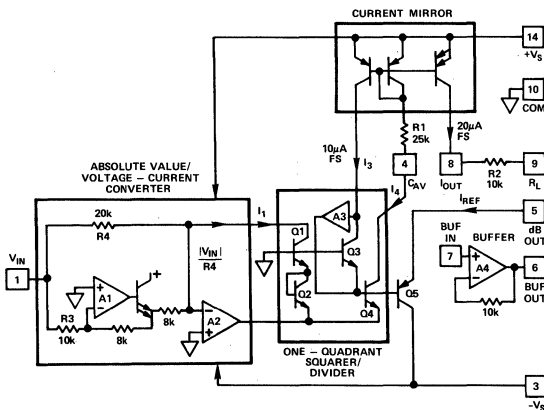 CURRENT MIRROR
14
+VS
10
COM
R1
25k
10µA
FS
20µA
FS
I3
4
CAV
8
IOUT
R2
10k
9
RL
ABSOLUTE VALUE/
VOLTAGE – CURRENT
CONVERTER
I4
IREF
5
dB
OUT
20k
R4
I1
A3
VIN
1
|VIN|
R4
Q1
Q3
BUF
IN
7
BUFFER
A4
6
BUF
OUT
+
A1
Q2
Q5
8k
A2
Q4
10k
R3
10k
8k
ONE – QUADRANT
SQUARER/
DIVIDER
3
–VS